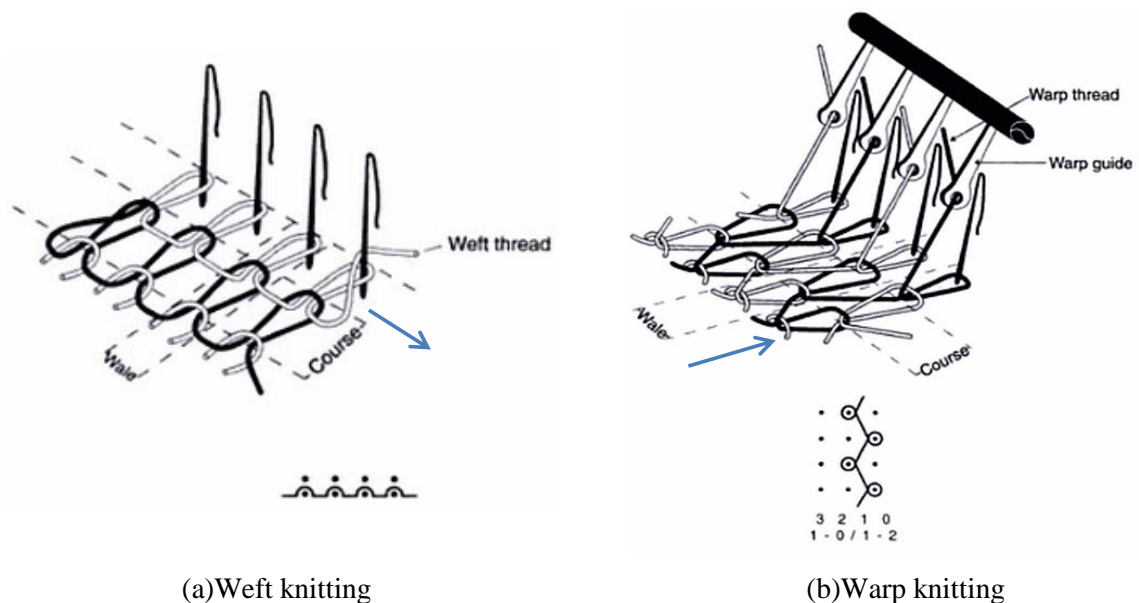 Weft thread
Wale
Course
(a)Weft knitting
Warp thread
Warp guide
Wale
Course
3 2 1 0
1 - 0 / 1 - 2
(b)Warp knitting